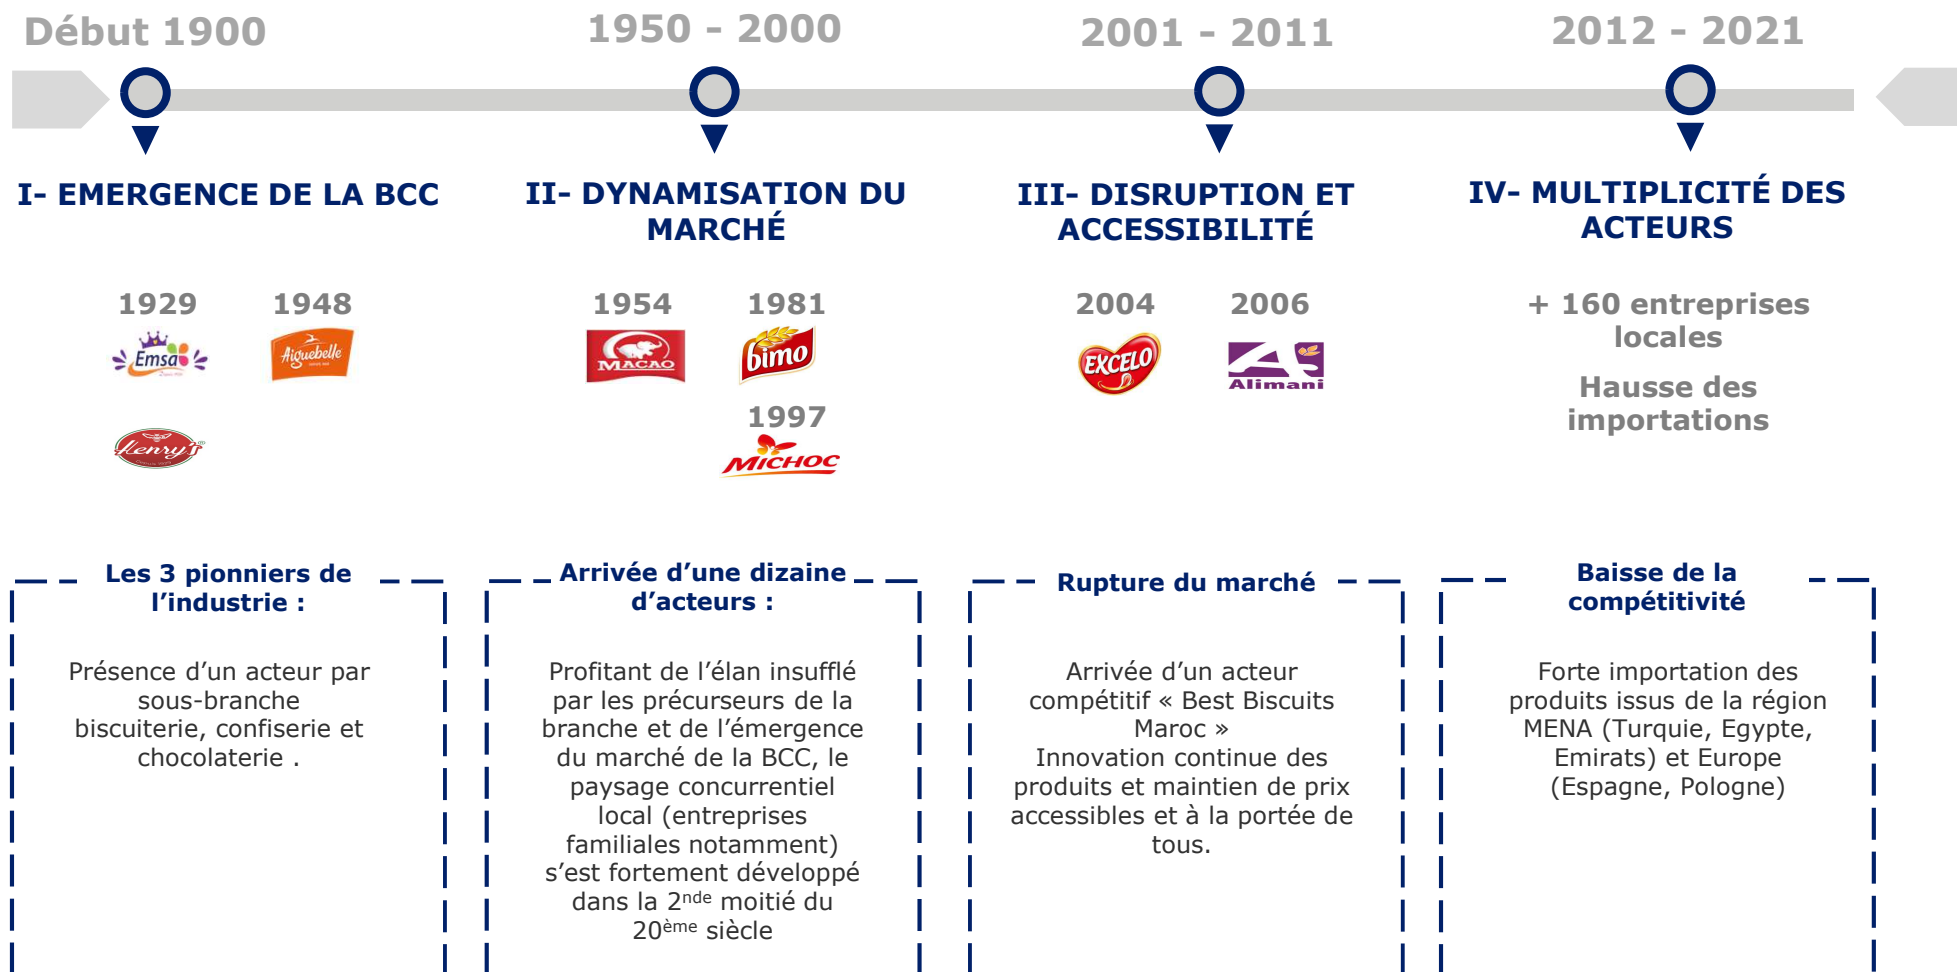 Début 1900
1950 - 2000
2001 - 2011
2012 - 2021
I- EMERGENCE DE LA BCC
1929
1948
Emsa
Aiguebelle
Henry's
Les 3 pionniers de
l’industrie :
Présence d’un acteur par
sous-branche
biscuiterie, confiserie et
chocolaterie .
II- DYNAMISATION DU
MARCHÉ
1954
1981
MACAO
bimo
1997
MICHOC
Arrivée d’une dizaine
d’acteurs :
Profitant de l’élan insufflé
par les précurseurs de la
branche et de l’émergence
du marché de la BCC, le
paysage concurrentiel
local (entreprises
familiales notamment)
s’est fortement développé
dans la 2nde moitié du
20ème siècle
III- DISRUPTION ET
ACCESSIBILITÉ
2004
2006
EXCELO
Alimani
Rupture du marché
Arrivée d’un acteur
compétitif « Best Biscuits
Maroc »
Innovation continue des
produits et maintien de prix
accessibles et à la portée de
tous.
IV- MULTIPLICITÉ DES
ACTEURS
+ 160 entreprises
locales
Hausse des
importations
Baisse de la
compétitivité
Forte importation des
produits issus de la région
MENA (Turquie, Egypte,
Emirats) et Europe
(Espagne, Pologne)